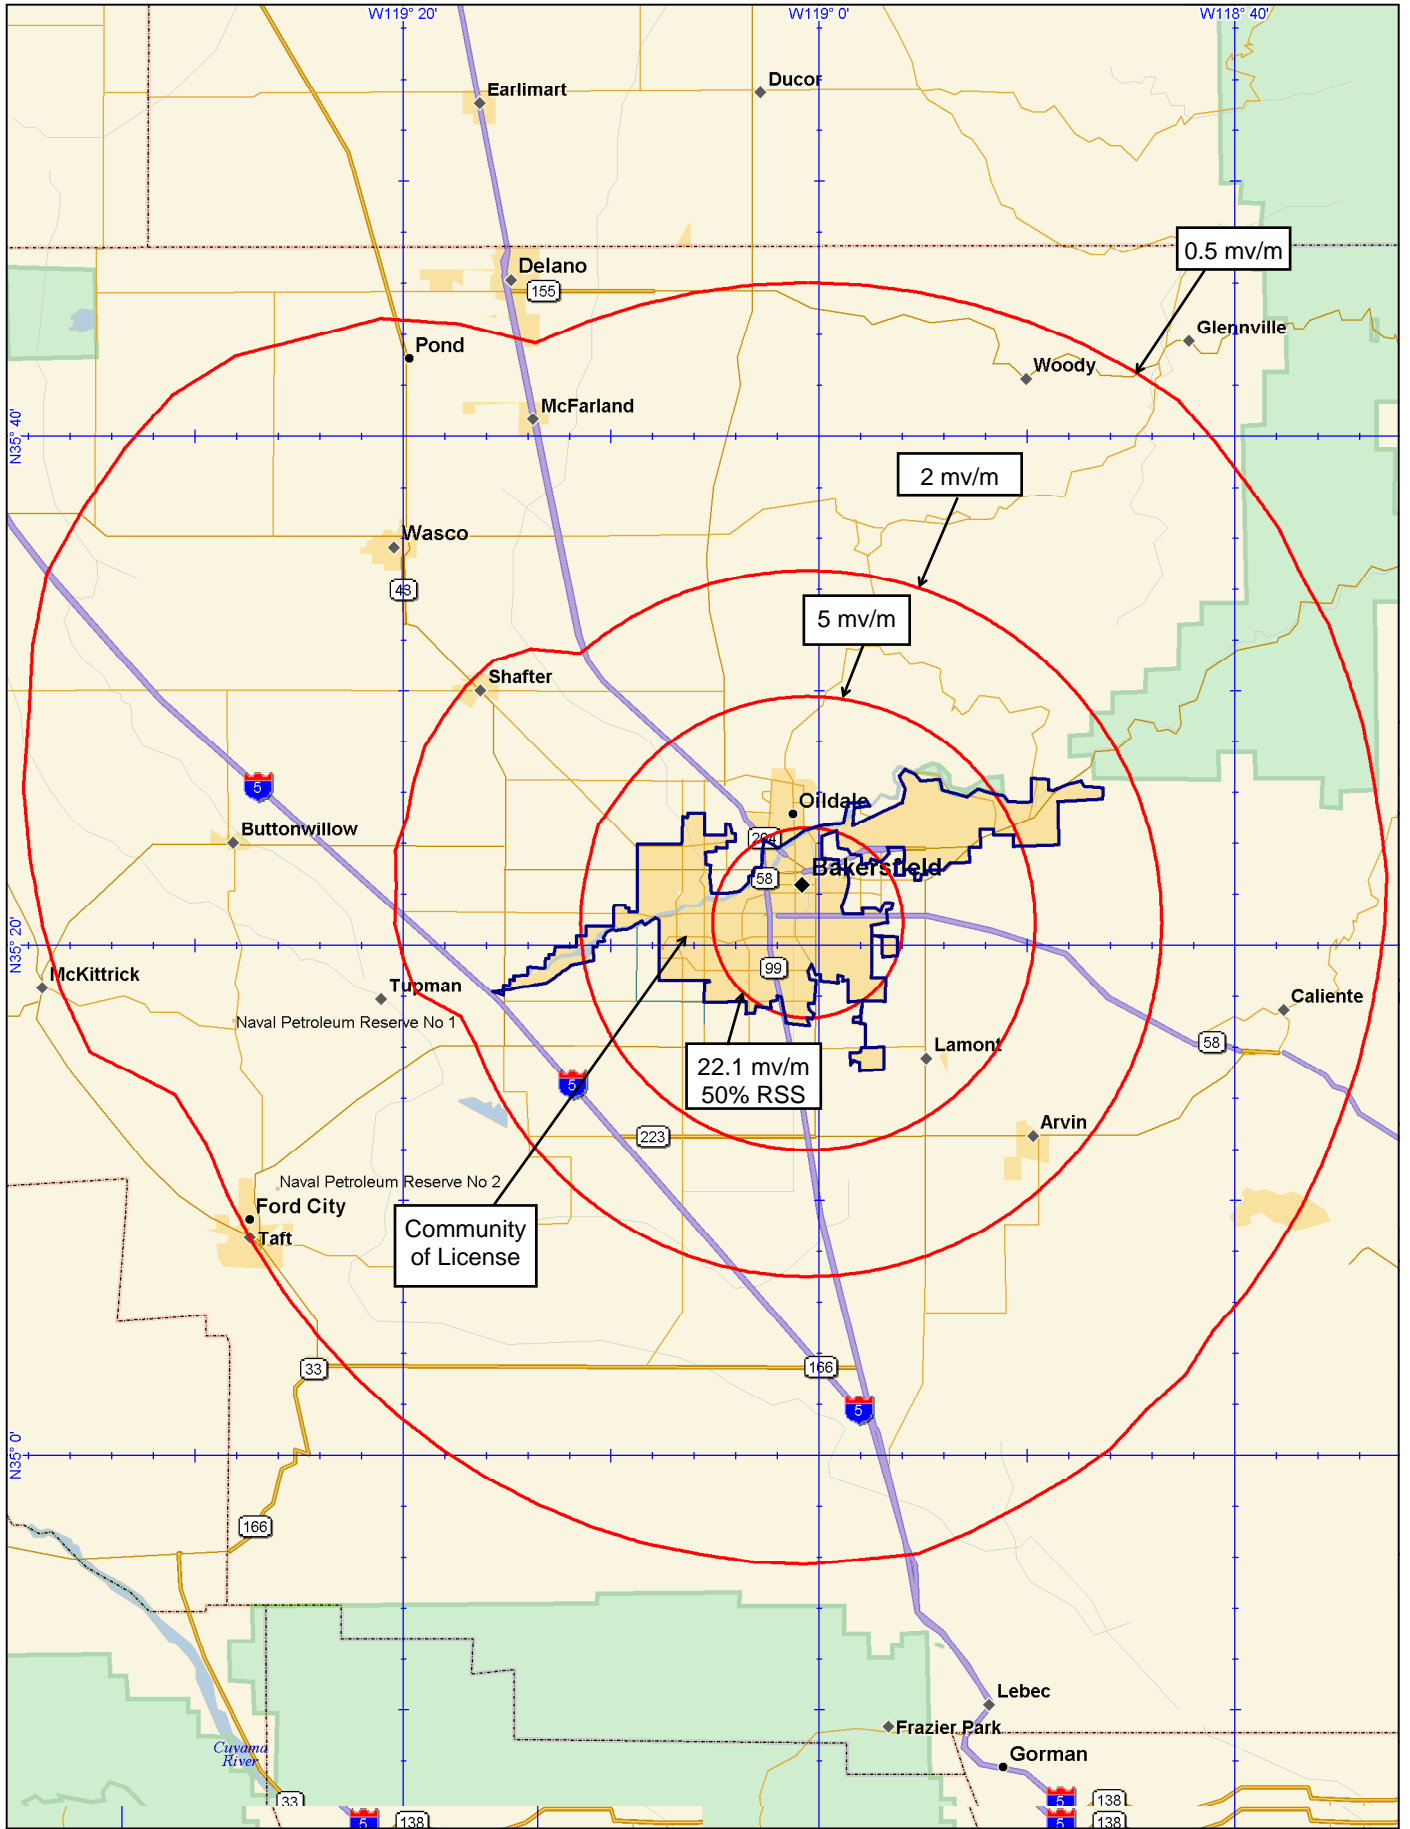 W119° 20'
W119° 0'
W118° 40'
Earlimart
Ducor
0.5 mv/m
Delano
155
Glennville
Pond
Woody
McFarland
N35° 40'
2 mv/m
Wasco
43
5 mv/m
Shafter
5
Oildale
Buttonwillow
204
Bakersfield
58
N35° 20'
McKittrick
99
Tupman
Caliente
Naval Petroleum Reserve No 1
58
Lamont
22.1 mv/m
50% RSS
5
Arvin
223
Naval Petroleum Reserve No 2
Ford City
Community
of License
Taft
33
166
5
N35° 0'
166
Lebec
Frazier Park
Cuyama
River
Gorman
33
5
138
5
138
5
138